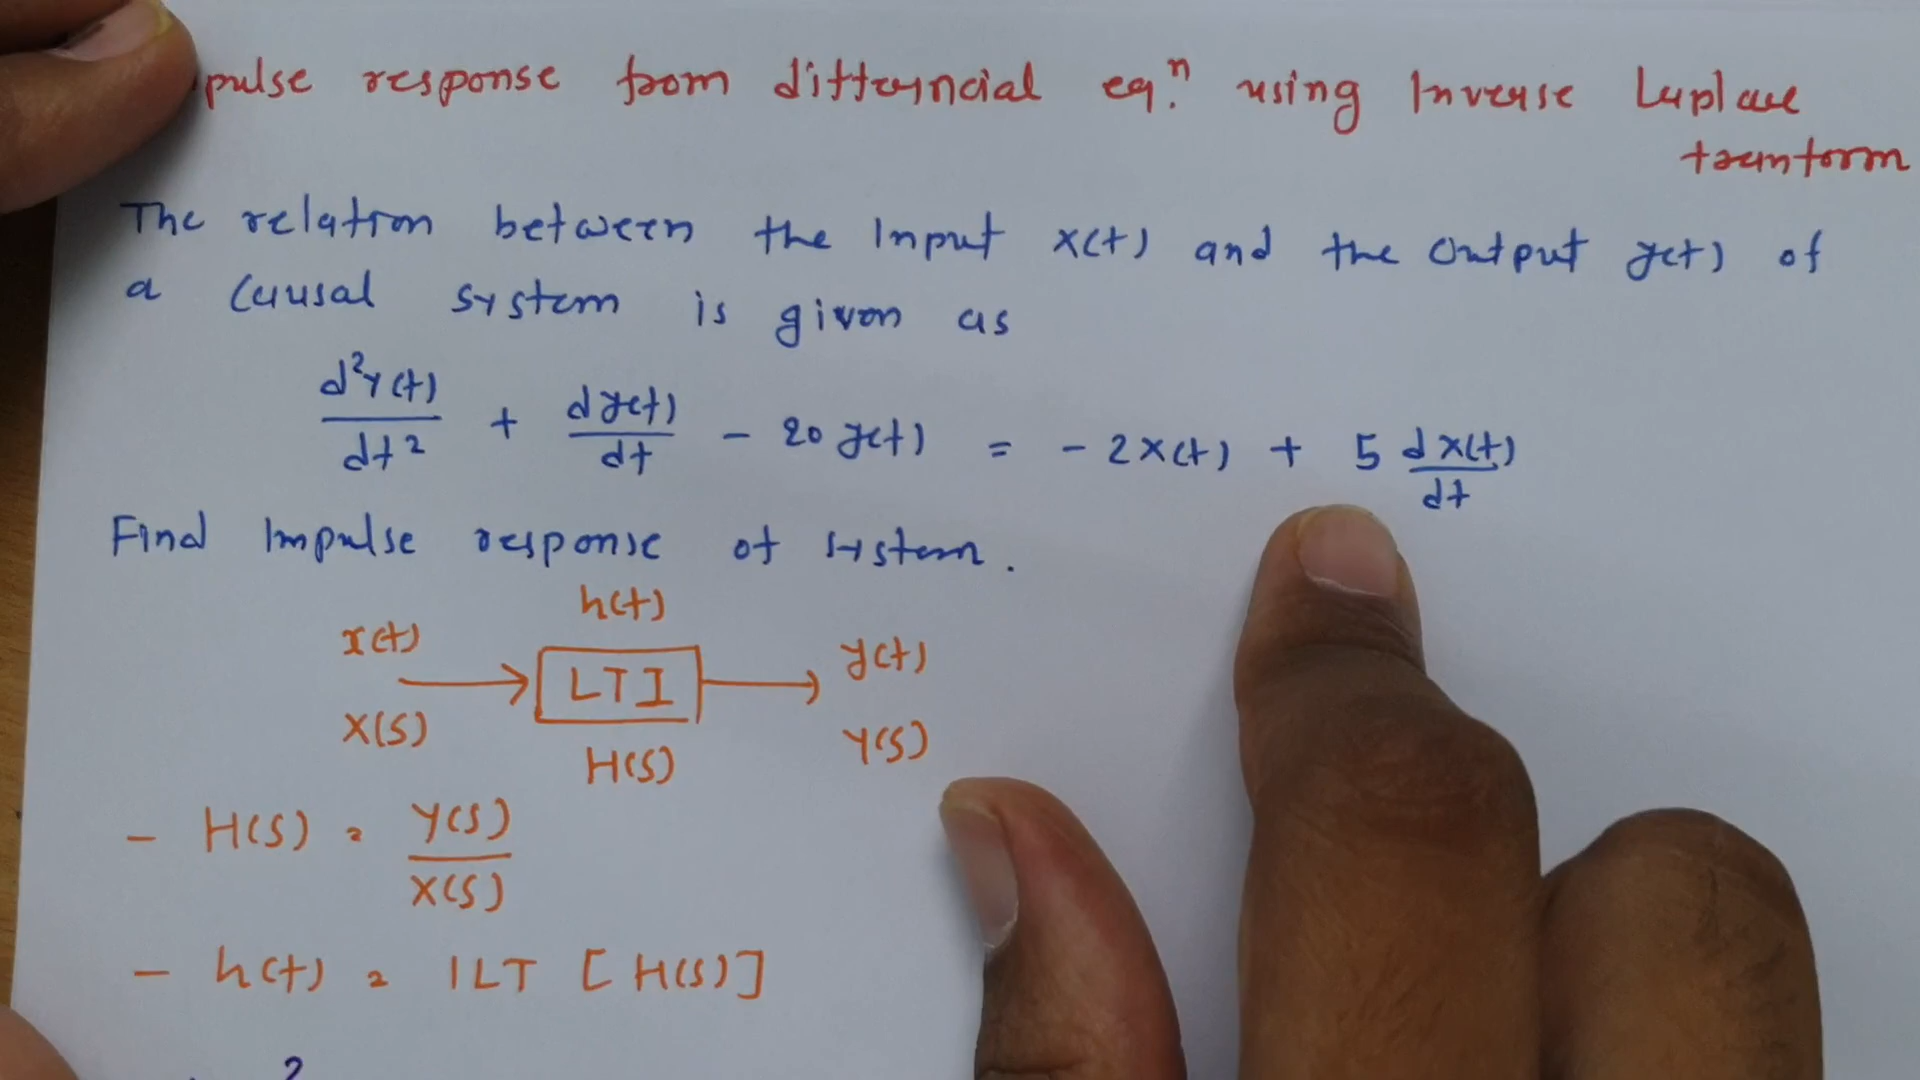 pulse response from differencial eqⁿ. using Inverse Laplace
transform
The relation between the Input x(t) and the output y(t) of
a causal system is given as
d²y(t)/dt² + dy(t)/dt - 20 y(t) = - 2x(t) + 5 dx(t)/dt
Find Impulse response of system.
h(t)
x(t) → LTI → y(t)
X(S) H(S) Y(S)
- H(S) = Y(S)/X(S)
- h(t) = ILT [H(S)]
2